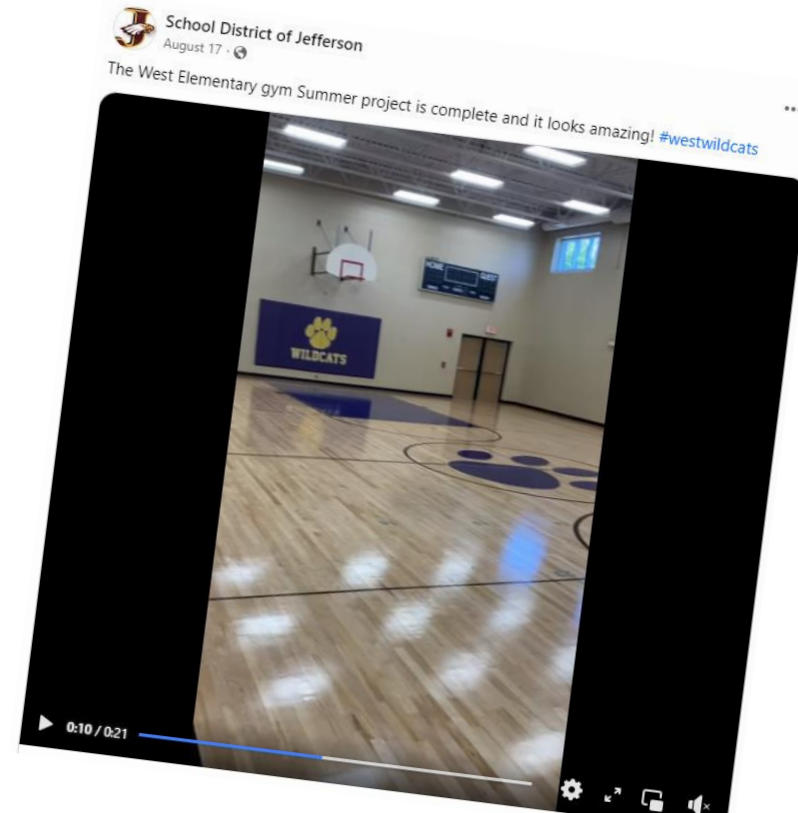 School District of Jefferson
August 17 ·
The West Elementary gym Summer project is complete and it looks amazing! #westwildcats
HOME GUEST
WILDCATS
0:10 / 0:21